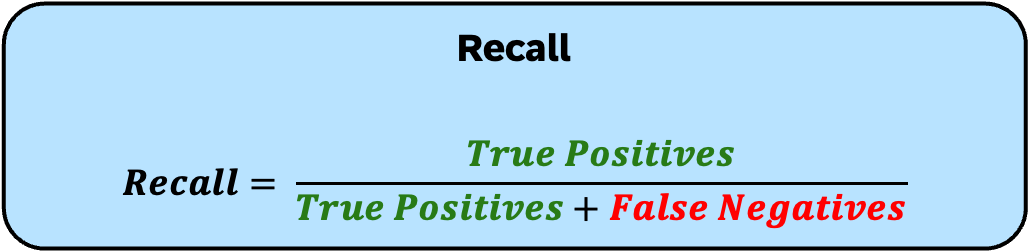 Recall
True Positives
Recall =
True Positives + False Negatives